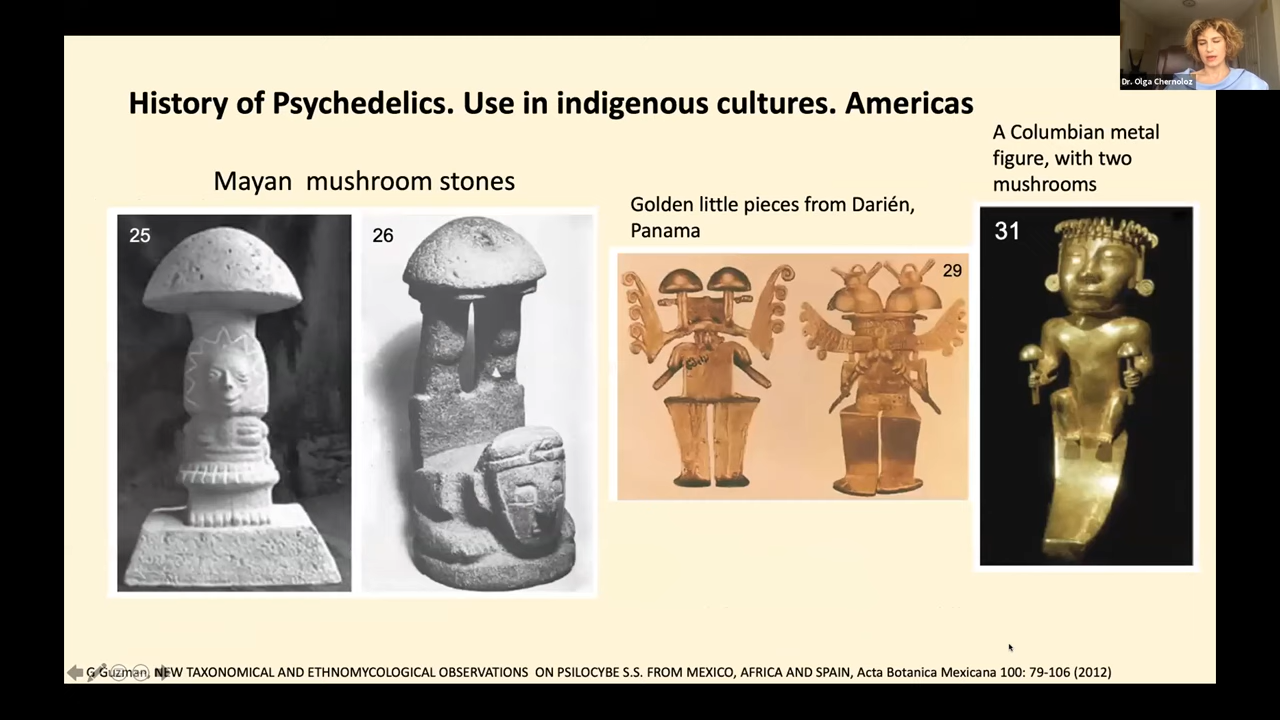 Dr. Olga Chernoloz
History of Psychedelics. Use in indigenous cultures. Americas
A Columbian metal
figure, with two
mushrooms
Mayan mushroom stones
Golden little pieces from Darién,
Panama
25
26
29
31
G Guzman, NEW TAXONOMICAL AND ETHNOMYCOLOGICAL OBSERVATIONS ON PSILOCYBE S.S. FROM MEXICO, AFRICA AND SPAIN, Acta Botanica Mexicana 100: 79-106 (2012)